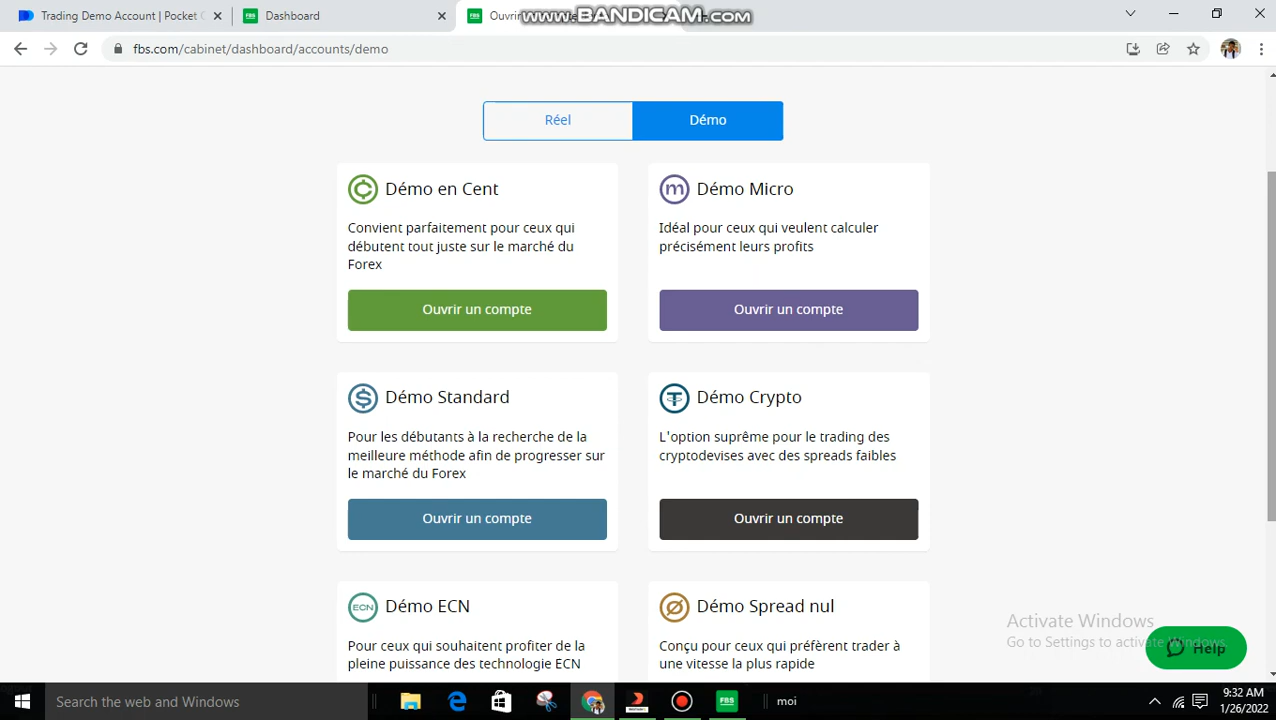 Trading Demo Account | Pocket O
Dashboard
Ouvrir
www.BANDICAM.com
fbs.com/cabinet/dashboard/accounts/demo
Réel
Démo
Démo en Cent
Convient parfaitement pour ceux qui
débutent tout juste sur le marché du
Forex
Ouvrir un compte
Démo Micro
Idéal pour ceux qui veulent calculer
précisément leurs profits
Ouvrir un compte
Démo Standard
Pour les débutants à la recherche de la
meilleure méthode afin de progresser sur
le marché du Forex
Ouvrir un compte
Démo Crypto
L'option suprême pour le trading des
cryptodevises avec des spreads faibles
Ouvrir un compte
ECN
Démo ECN
Pour ceux qui souhaitent profiter de la
pleine puissance des technologie ECN
Démo Spread nul
Conçu pour ceux qui préfèrent trader à
une vitesse la plus rapide
Activate Windows
Go to Settings to activate Windows.
Help
Search the web and Windows
FBS
moi
9:32 AM
1/26/2022